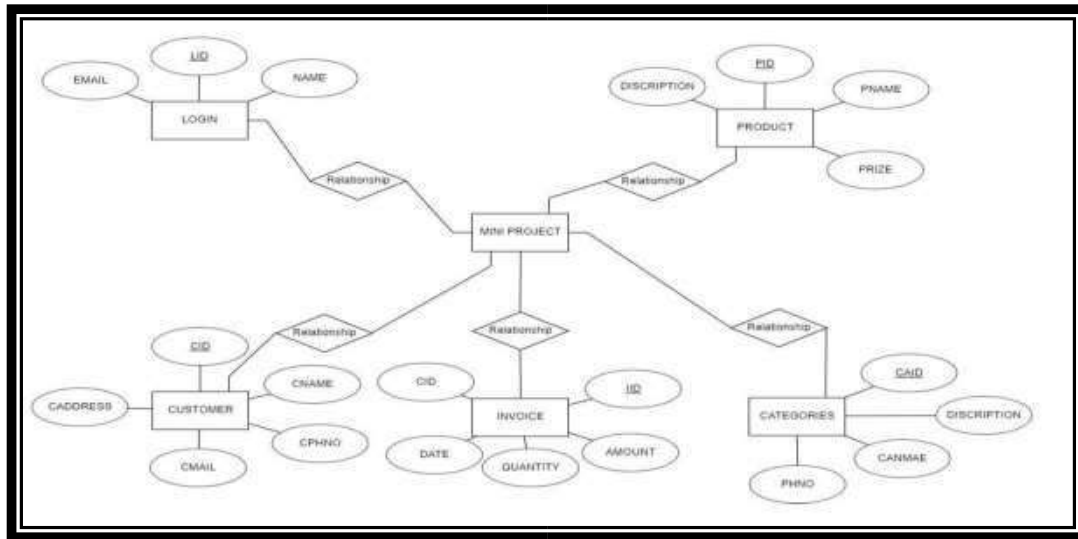 LID
EMAIL
NAME
LOGIN
PID
DISCRIPTION
PNAME
PRODUCT
PRIZE
Relationship
Relationship
MINI PROJECT
Relationship
Relationship
Relationship
CID
CNAME
CADDRESS
CUSTOMER
CPHNO
CMAIL
CID
IID
INVOICE
DATE
QUANTITY
AMOUNT
CAID
CATEGORIES
DISCRIPTION
CANMAE
PHNO